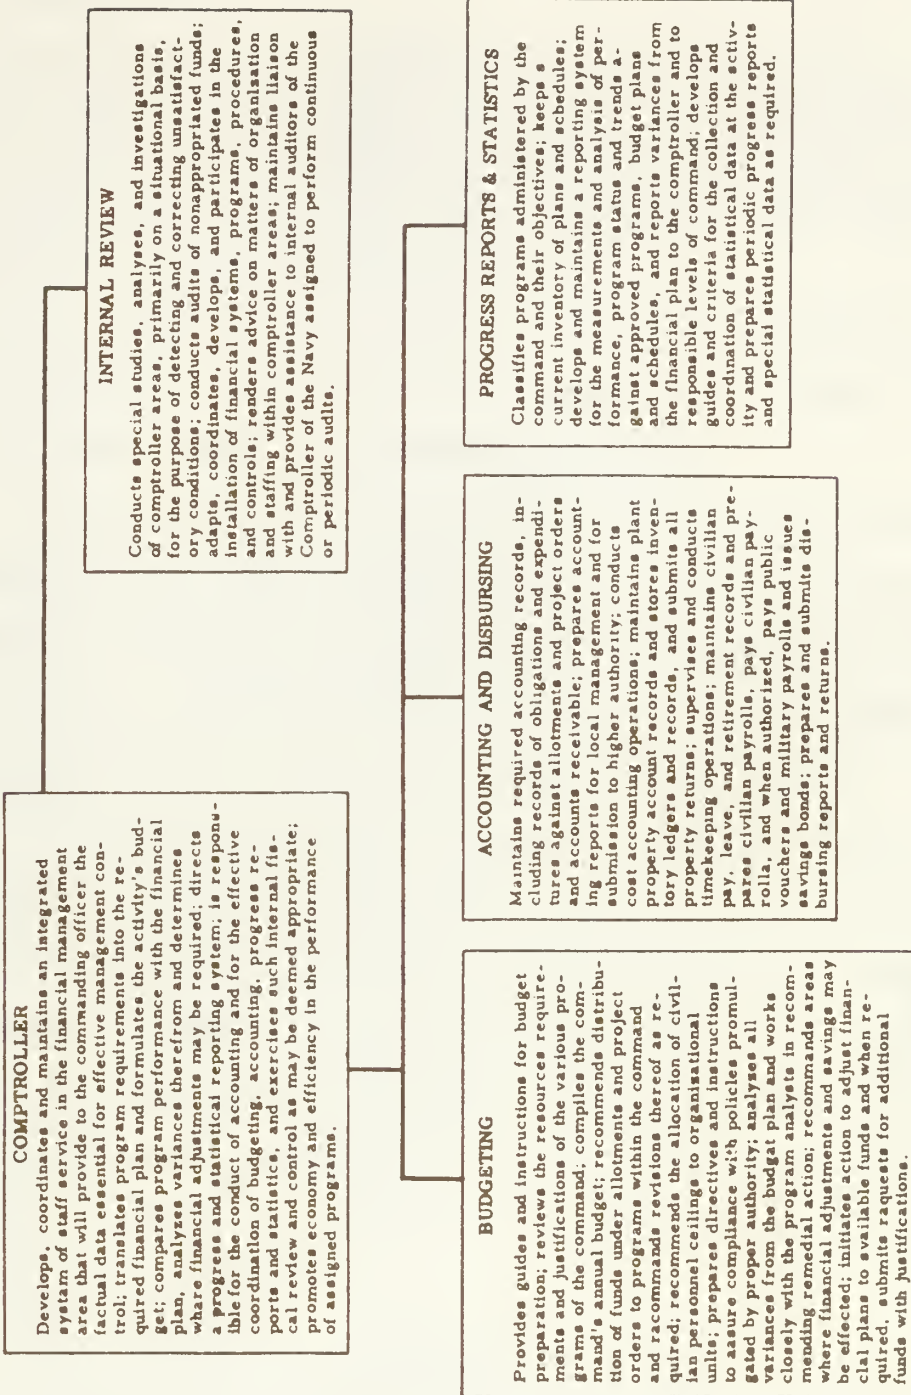 COMPTROLLER
Develops, coordinates and maintains an integrated
systam of staff service in the financial management
area that will provide to the commanding officer the
factual data essential for effective management con-
trol; translates program requirements into the re-
quired financial plan and formulates the activity's bud-
get; compares program performance with the financial
plan, analyzes variances therefrom and determines
whare financial adjustments may be required; directs
a progress and statistical reporting system; is respons-
ible for the conduct of accounting and for the effective
coordination of budgeting, accounting, progress re-
ports and statistics, and exercises such internal fis-
cal review and control as may be deemed appropriate;
promotes economy and efficiency in the performance
of assigned programs.
INTERNAL REVIEW
Conducts special studies, analyses, and investigations
of comptroller areas, primarily on a situational basis,
for the purpose of detecting and correcting unsatisfact-
ory conditions; conducts audits of nonappropriated funds;
adapts, coordinates, develops, and participates in the
installation of financial systems, programs, procedures,
and controls; renders advice on matters of organisation
and staffing within comptroller areas; maintains liaison
with and provides assistance to internal auditors of the
Comptroller of the Navy assigned to perform continuous
or periodic audits.
BUDGETING
Provides guides and instructions for budget
preparation; reviews the resources require-
ments and justifications of the various pro-
grams of the command; compiles the com-
mand's annual budget; recommends distribu-
tion of funds under allotments and project
orders to programs within the command
and racommands revisions thereof as re-
quired; recommends the allocation of civil-
ian personnel ceilings to organisational
units; prepares directives and instructions
to assure compliance with policies promul-
gated by proper authority; analyses all
variances from the budgat plan and works
closely with the program analysts in recom-
mending remedial action; recommands areas
where financial adjustments and savings may
be effected; initiates action to adjust finan-
cial plans to svailable funds and when re-
quired, submits raquests for additional
funds with justifications.
ACCOUNTING AND DISBURSING
Maintains required accounting records, in-
cluding records of obligations and expendi-
tures against allotments and project orders
and accounts receivable; prepares account-
ing reports for local management and for
submission to higher authority; conducts
cost accounting operations; maintains plant
property account records and stores inven-
tory ledgers and records, and submits all
property returns; supervises and conducts
timekeeping operations; maintains civilian
pay, leave, and retirement records and pre-
pares civilian payrolls, pays civilian pay-
rolla, and when authorized, pays public
vouchers and military payrolls and issues
savings bonds; prepares and submits dis-
bursing reports and returns.
PROGRESS REPORTS & STATISTICS
Classifies programs administered by the
command and their objectives; keeps s
current inventory of plans and schedules;
develops and maintains a reporting system
for the measurements and analysis of per-
formance, program status and trends a-
gainst approved programs, budget plans
and schedules, and reports variances from
the financial plan to the comptroller and to
responsible levels of command; develops
guides and criteria for the collection and
coordination of statistical data at the activ-
ity and prepares periodic progress reports
and special statistical data as required.